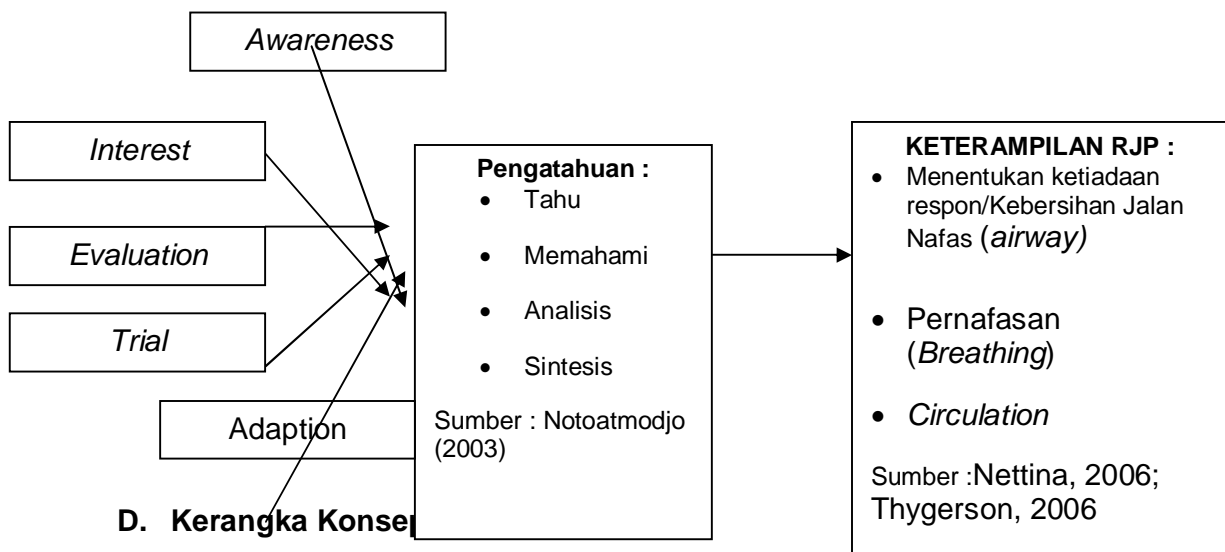 Awareness
Interest
Evaluation
Trial
Adaption
Pengatahuan :
• Tahu
• Memahami
• Analisis
• Sintesis
Sumber : Notoatmodjo
(2003)
KETERAMPILAN RJP :
• Menentukan ketiadaan
respon/Kebersihan Jalan
Nafas (airway)
• Pernafasan
(Breathing)
• Circulation
Sumber :Nettina, 2006;
Thygerson, 2006
D. Kerangka Konsep